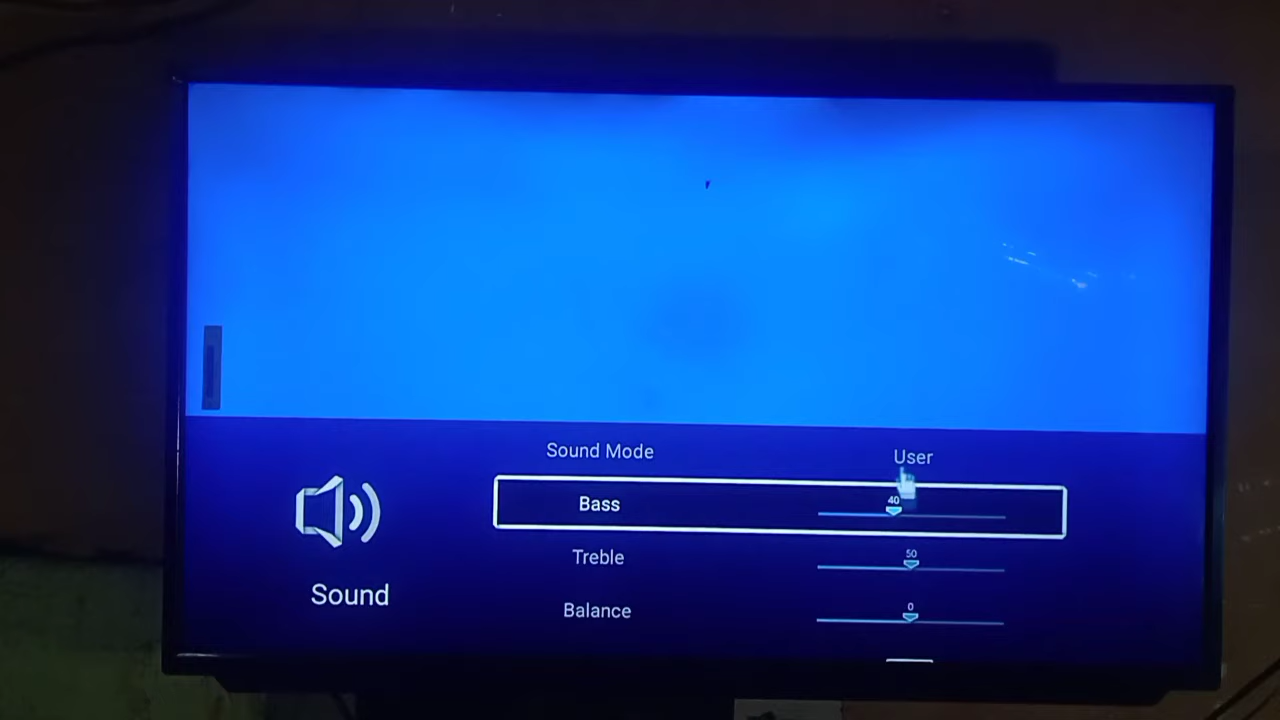 Sound Mode User
Bass 40
Treble 50
Balance 0
Sound